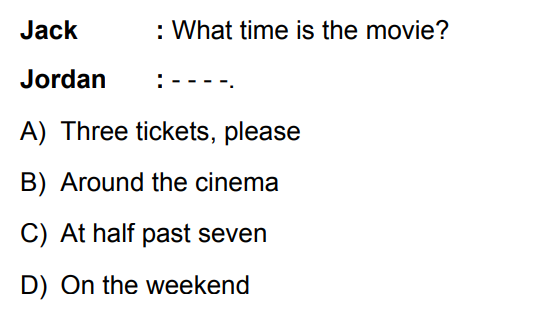 Jack : What time is the movie?
Jordan : - - - -.
A) Three tickets, please
B) Around the cinema
C) At half past seven
D) On the weekend